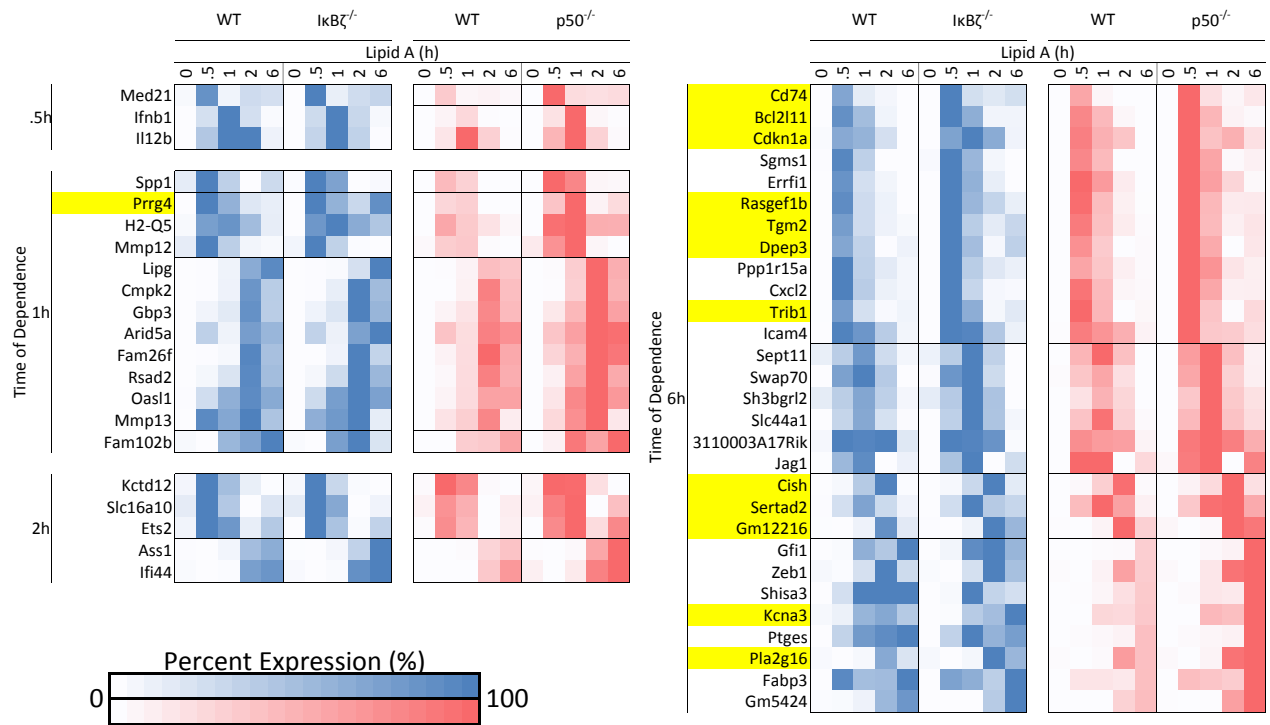 WT IκBζ-/- WT p50-/-
Lipid A (h)
0 .5 1 2 6 0 .5 1 2 6 0 .5 1 2 6 0 .5 1 2 6
Time of Dependence
.5h
Med21
Ifnb1
Il12b
1h
Spp1
Prrg4
H2-Q5
Mmp12
Lipg
Cmpk2
Gbp3
Arid5a
Fam26f
Rsad2
Oasl1
Mmp13
Fam102b
2h
Kctd12
Slc16a10
Ets2
Ass1
Ifi44
Percent Expression (%)
0 100
WT IκBζ-/- WT p50-/-
Lipid A (h)
0 .5 1 2 6 0 .5 1 2 6 0 .5 1 2 6 0 .5 1 2 6
Time of Dependence
6h
Cd74
Bcl2l11
Cdkn1a
Sgms1
Errfi1
Rasgef1b
Tgm2
Dpep3
Ppp1r15a
Cxcl2
Trib1
Icam4
Sept11
Swap70
Sh3bgrl2
Slc44a1
3110003A17Rik
Jag1
Cish
Sertad2
Gm12216
Gfi1
Zeb1
Shisa3
Kcna3
Ptges
Pla2g16
Fabp3
Gm5424